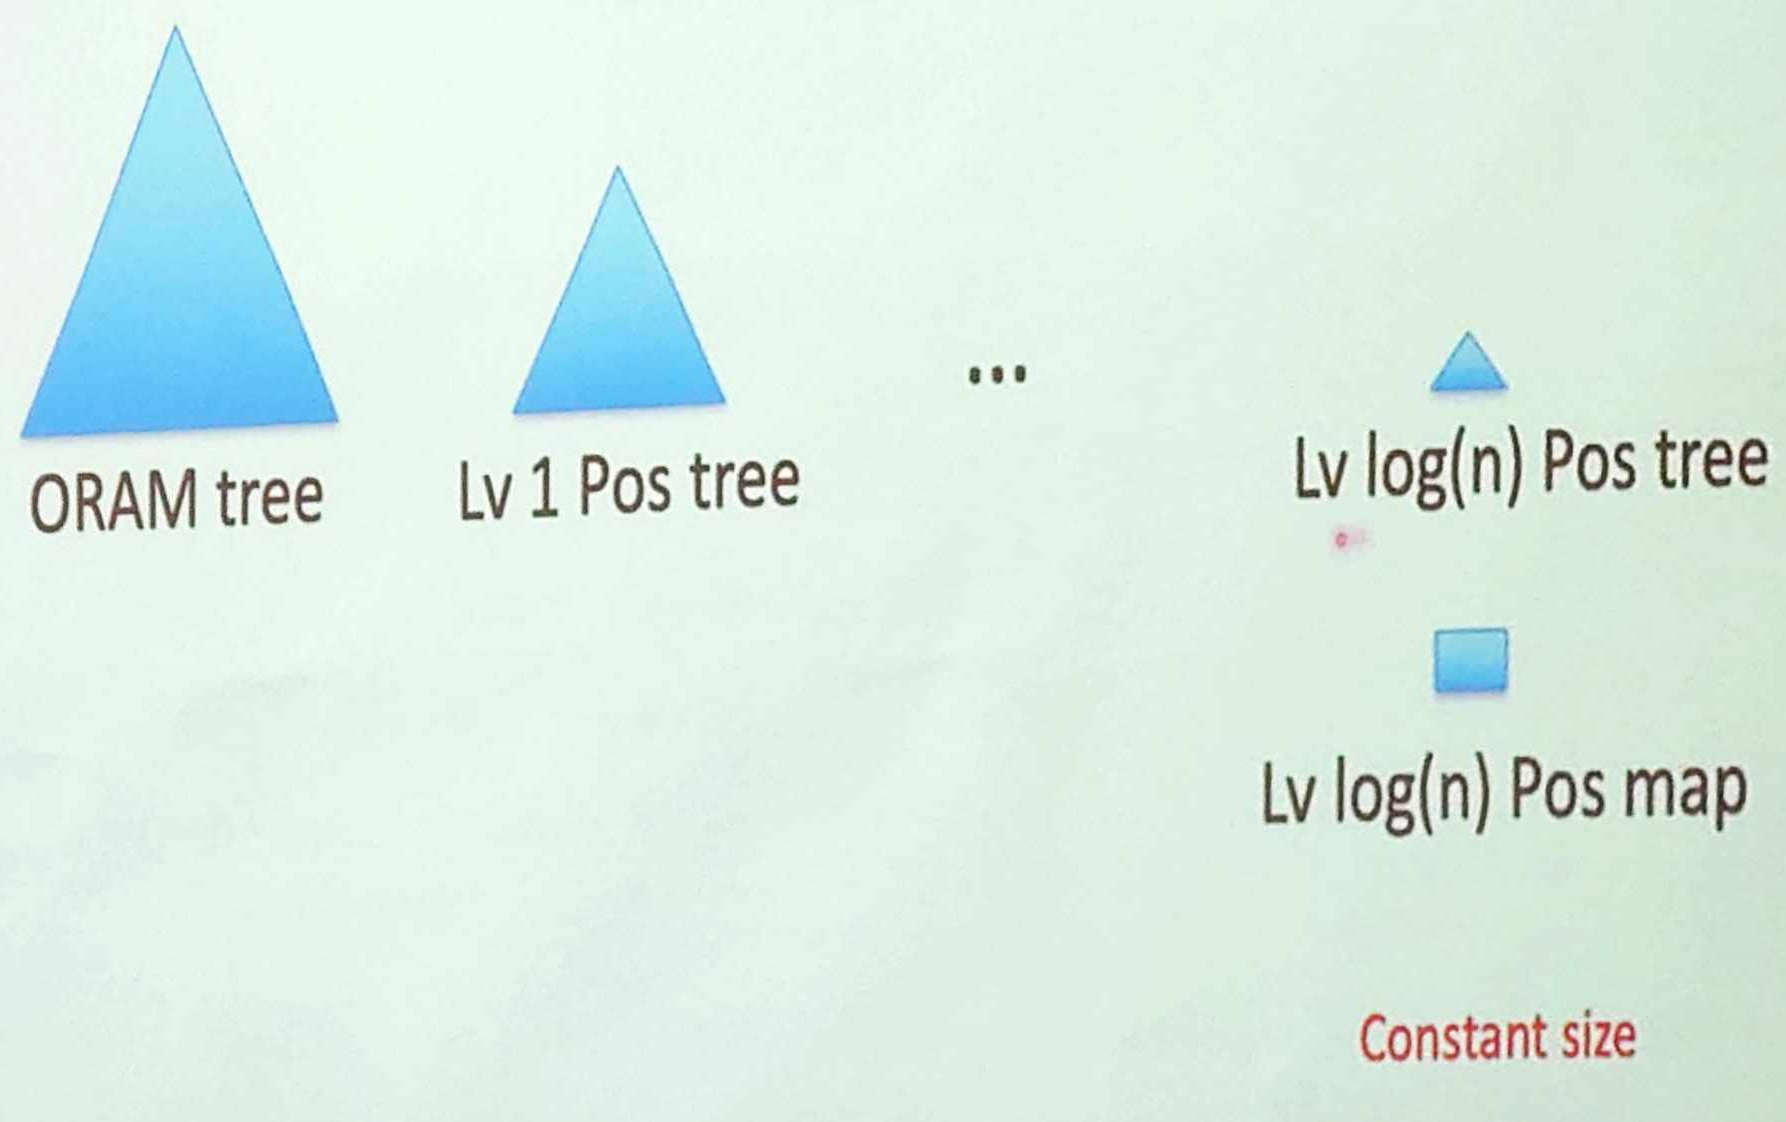 ORAM tree
Lv 1 Pos tree
...
Lv log(n) Pos tree
Lv log(n) Pos map
Constant size